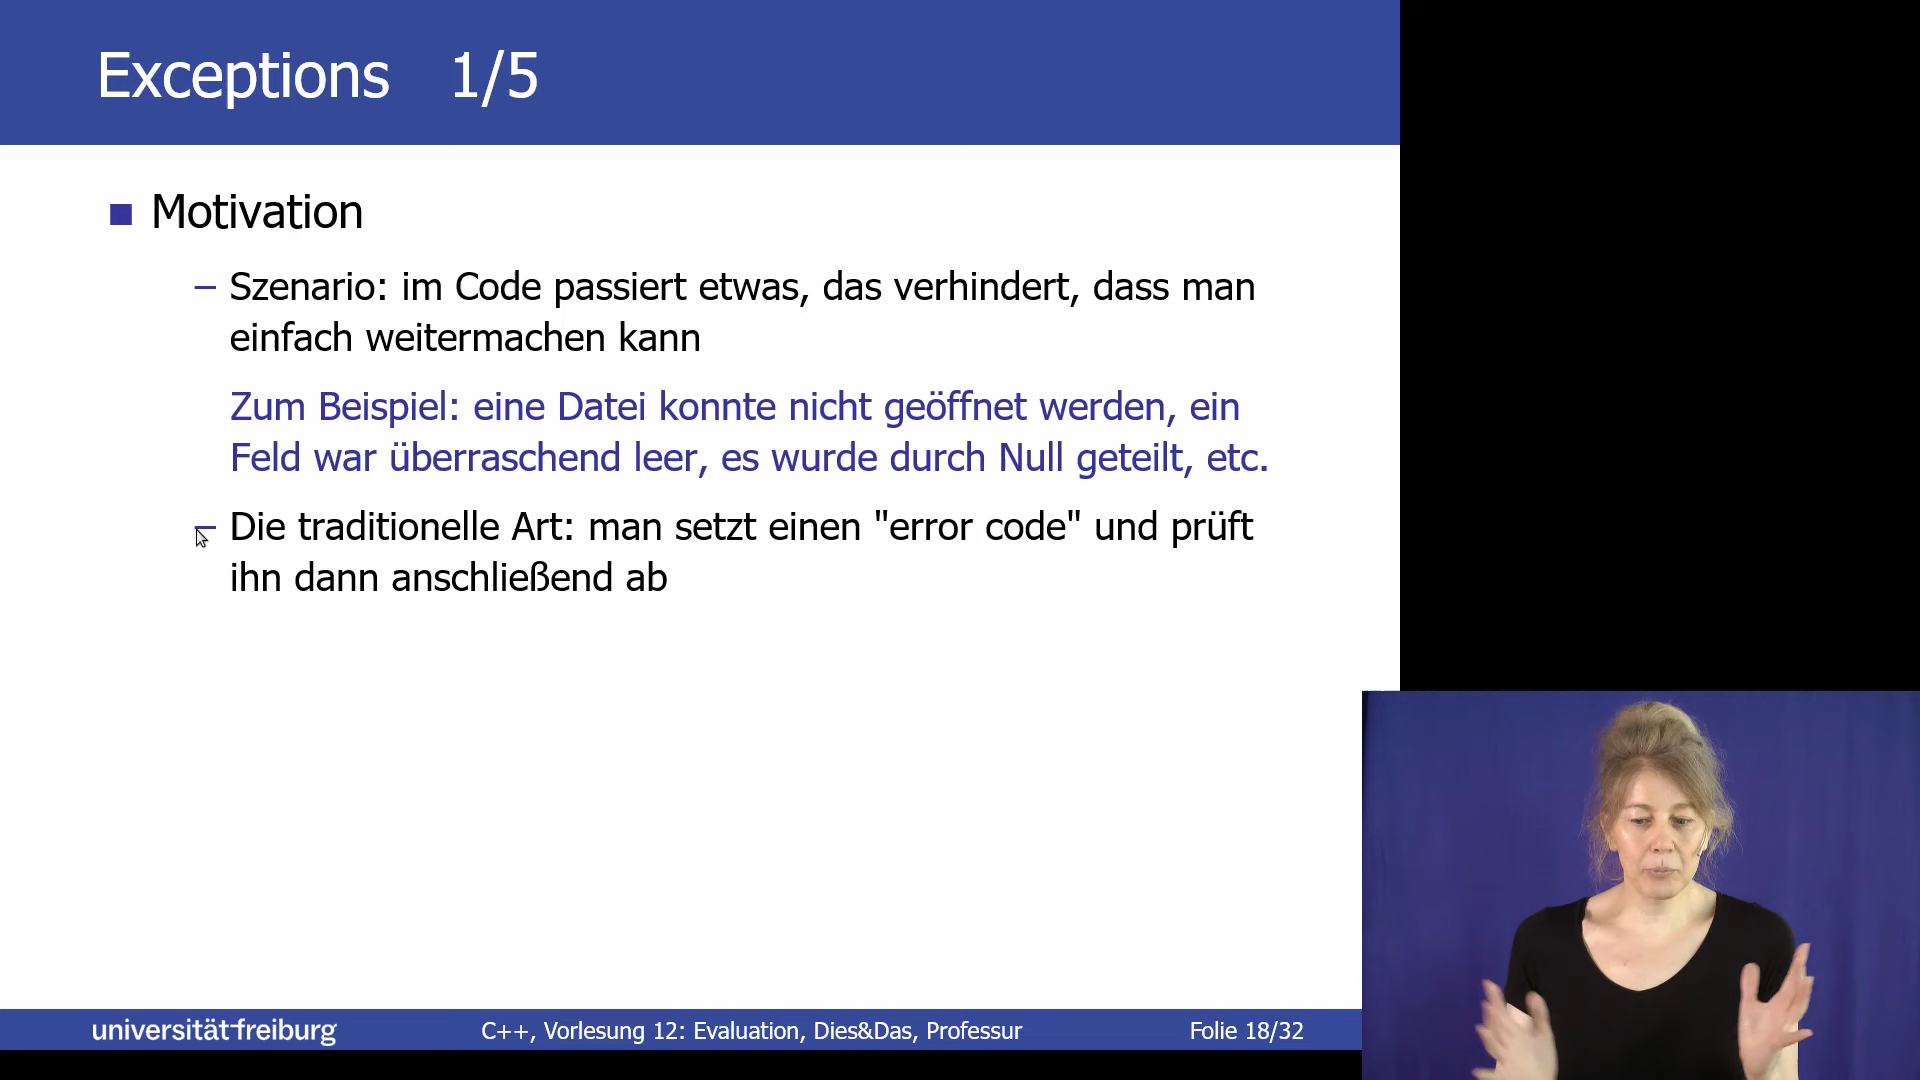 Exceptions 1/5
Motivation
– Szenario: im Code passiert etwas, das verhindert, dass man
einfach weitermachen kann
Zum Beispiel: eine Datei konnte nicht geöffnet werden, ein
Feld war überraschend leer, es wurde durch Null geteilt, etc.
– Die traditionelle Art: man setzt einen "error code" und prüft
ihn dann anschließend ab
universität freiburg
C++, Vorlesung 12: Evaluation, Dies&Das, Professur
Folie 18/32